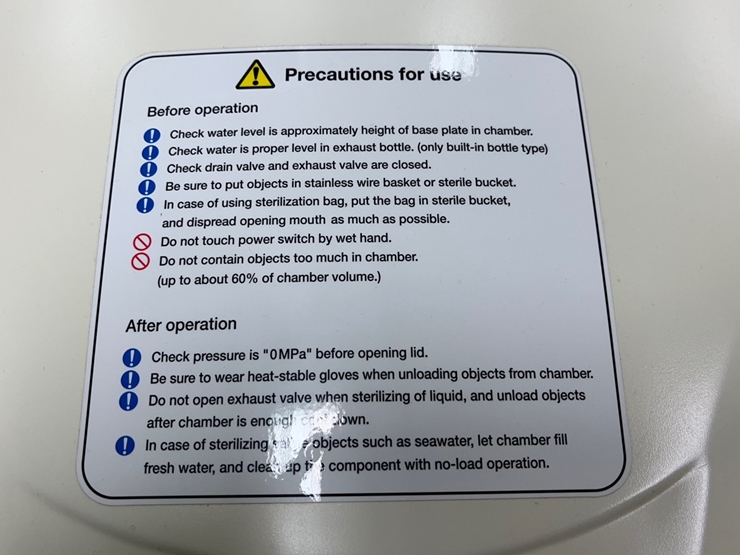 Precautions for use
Before operation
Check water level is approximately height of base plate in chamber.
Check water is proper level in exhaust bottle. (only built-in bottle type)
Check drain valve and exhaust valve are closed.
Be sure to put objects in stainless wire basket or sterile bucket.
In case of using sterilization bag, put the bag in sterile bucket,
and dispread opening mouth as much as possible.
Do not touch power switch by wet hand.
Do not contain objects too much in chamber.
(up to about 60% of chamber volume.)
After operation
Check pressure is "0MPa" before opening lid.
Be sure to wear heat-stable gloves when unloading objects from chamber.
Do not open exhaust valve when sterilizing of liquid, and unload objects
after chamber is enough cool down.
In case of sterilizing saline objects such as seawater, let chamber fill
fresh water, and clean up the component with no-load operation.